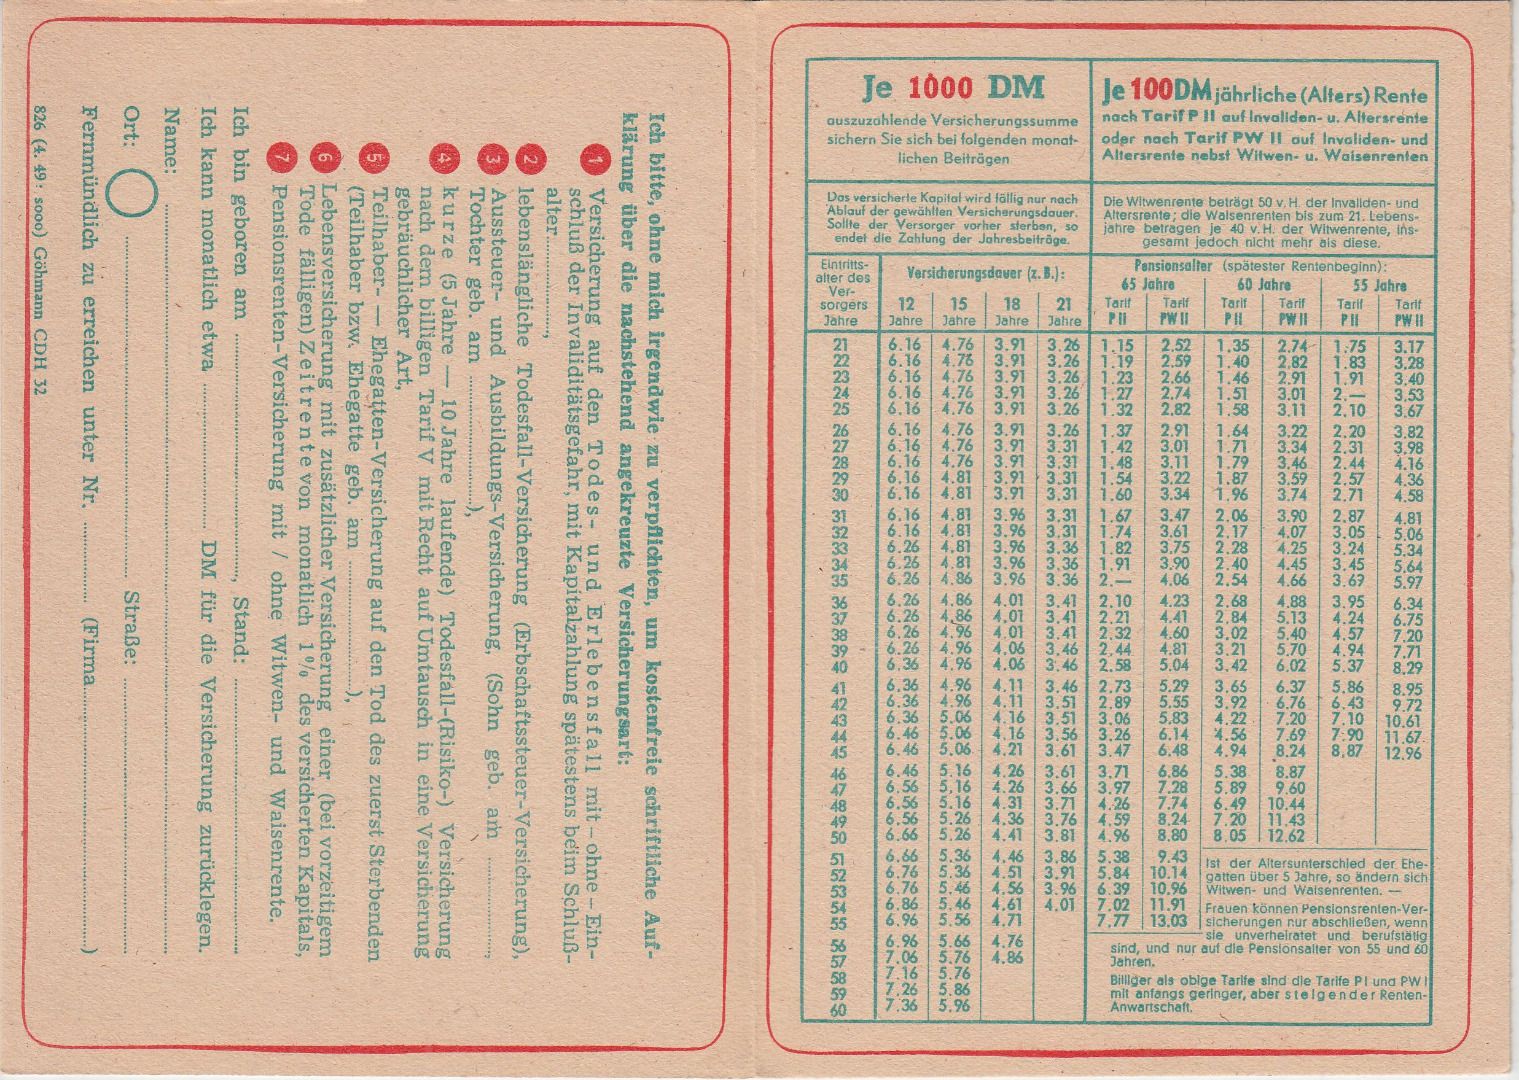 Ich bitte, ohne mich irgendwie zu verpflichten, um kostenfreie schriftliche Auf-
klärung über die nachstehend angekreuzte Versicherungsart:
1 Versicherung auf den Todes- und Erlebensfall mit – ohne – Ein-
schluß der Invaliditätsgefahr, mit Kapitalzahlung spätestens beim Schluß-
alter............,
2 lebenslängliche Todesfall-Versicherung (Erbschaftssteuer-Versicherung),
3 Aussteuer- und Ausbildungs-Versicherung, (Sohn geb. am ............,
Tochter geb. am ............),
4 kurze (5 Jahre — 10 Jahre laufende) Todesfall-(Risiko-) Versicherung
nach dem billigen Tarif V mit Recht auf Umtausch in eine Versicherung
gebräuchlicher Art,
5 Teilhaber- — Ehegatten-Versicherung auf den Tod des zuerst Sterbenden
(Teilhaber bzw. Ehegatte geb. am ............),
6 Lebensversicherung mit zusätzlicher Versicherung einer (bei vorzeitigem
Tode fälligen) Zeitrente von monatlich 1% des versicherten Kapitals,
7 Pensionsrenten-Versicherung mit / ohne Witwen- und Waisenrente.
Ich bin geboren am ............, Stand: ............
Ich kann monatlich etwa ............ DM für die Versicherung zurücklegen.
Name: ............
Ort: ............ Straße: ............
Fernmündlich zu erreichen unter Nr. ............ (Firma ............)
826 (4. 49: 5000) Göhmann CDH 32
Je 1000 DM
auszuzahlende Versicherungssumme
sichern Sie sich bei folgenden monat-
lichen Beiträgen
Je 100 DM jährliche (Alters) Rente
nach Tarif P II auf Invaliden- u. Altersrente
oder nach Tarif PW II auf Invaliden- und
Altersrente nebst Witwen- u. Waisenrenten
Das versicherte Kapital wird fällig nur nach
Ablauf der gewählten Versicherungsdauer.
Sollte der Versorger vorher sterben, so
endet die Zahlung der Jahresbeiträge.
Die Witwenrente beträgt 50 v. H. der Invaliden- und
Altersrente; die Waisenrenten bis zum 21. Lebens-
jahre betragen je 40 v. H. der Witwenrente, ins-
gesamt jedoch nicht mehr als diese.
Eintritts-
alter des
Ver-
sorgers
Jahre
Versicherungsdauer (z. B.):
12 15 18 21
Jahre Jahre Jahre Jahre
Pensionsalter (spätester Rentenbeginn):
65 Jahre 60 Jahre 55 Jahre
Tarif Tarif Tarif Tarif Tarif Tarif
P II PW II P II PW II P II PW II
21 6.16 4.76 3.91 3.26 1.15 2.52 1.35 2.74 1.75 3.17
22 6.16 4.76 3.91 3.26 1.19 2.59 1.40 2.82 1.83 3.28
23 6.16 4.76 3.91 3.26 1.23 2.66 1.46 2.91 1.91 3.40
24 6.16 4.76 3.91 3.26 1.27 2.74 1.51 3.01 2.— 3.53
25 6.16 4.76 3.91 3.26 1.32 2.82 1.58 3.11 2.10 3.67
26 6.16 4.76 3.91 3.26 1.37 2.91 1.64 3.22 2.20 3.82
27 6.16 4.76 3.91 3.31 1.42 3.01 1.71 3.34 2.31 3.98
28 6.16 4.76 3.91 3.31 1.48 3.11 1.79 3.46 2.44 4.16
29 6.16 4.81 3.91 3.31 1.54 3.22 1.87 3.59 2.57 4.36
30 6.16 4.81 3.91 3.31 1.60 3.34 1.96 3.74 2.71 4.58
31 6.16 4.81 3.96 3.31 1.67 3.47 2.06 3.90 2.87 4.81
32 6.16 4.81 3.96 3.31 1.74 3.61 2.17 4.07 3.05 5.06
33 6.26 4.81 3.96 3.36 1.82 3.75 2.28 4.25 3.24 5.34
34 6.26 4.81 3.96 3.36 1.91 3.90 2.40 4.45 3.45 5.64
35 6.26 4.86 3.96 3.36 2.— 4.06 2.54 4.66 3.69 5.97
36 6.26 4.86 4.01 3.41 2.10 4.23 2.68 4.88 3.95 6.34
37 6.26 4.86 4.01 3.41 2.21 4.41 2.84 5.13 4.24 6.75
38 6.26 4.96 4.01 3.41 2.32 4.60 3.02 5.40 4.57 7.20
39 6.26 4.96 4.06 3.46 2.44 4.81 3.21 5.70 4.94 7.71
40 6.36 4.96 4.06 3.46 2.58 5.04 3.42 6.02 5.37 8.29
41 6.36 4.96 4.11 3.46 2.73 5.29 3.65 6.37 5.86 8.95
42 6.36 4.96 4.11 3.51 2.89 5.55 3.92 6.76 6.43 9.72
43 6.36 5.06 4.16 3.51 3.06 5.83 4.22 7.20 7.10 10.61
44 6.46 5.06 4.16 3.56 3.26 6.14 4.56 7.69 7.90 11.67
45 6.46 5.06 4.21 3.61 3.47 6.48 4.94 8.24 8.87 12.96
46 6.46 5.16 4.26 3.61 3.71 6.86 5.38 8.87
47 6.56 5.16 4.26 3.66 3.97 7.28 5.89 9.60
48 6.56 5.16 4.31 3.71 4.26 7.74 6.49 10.44
49 6.56 5.26 4.36 3.76 4.59 8.24 7.20 11.43
50 6.66 5.26 4.41 3.81 4.96 8.80 8.05 12.62
51 6.66 5.36 4.46 3.86 5.38 9.43
52 6.76 5.36 4.51 3.91 5.84 10.14
53 6.76 5.46 4.56 3.96 6.39 10.96
54 6.86 5.46 4.61 4.01 7.02 11.91
55 6.96 5.56 4.71 7.77 13.03
56 6.96 5.66 4.76
57 7.06 5.76 4.86
58 7.16 5.76
59 7.26 5.86
60 7.36 5.96
Ist der Altersunterschied der Ehe-
gatten über 5 Jahre, so ändern sich
Witwen- und Waisenrenten. —
Frauen können Pensionsrenten-Ver-
sicherungen nur abschließen, wenn
sie unverheiratet und berufstätig
sind, und nur auf die Pensionsalter von 55 und 60
Jahren.
Billiger als obige Tarife sind die Tarife P I und PW I
mit anfangs geringer, aber steigender Renten-
Anwartschaft.